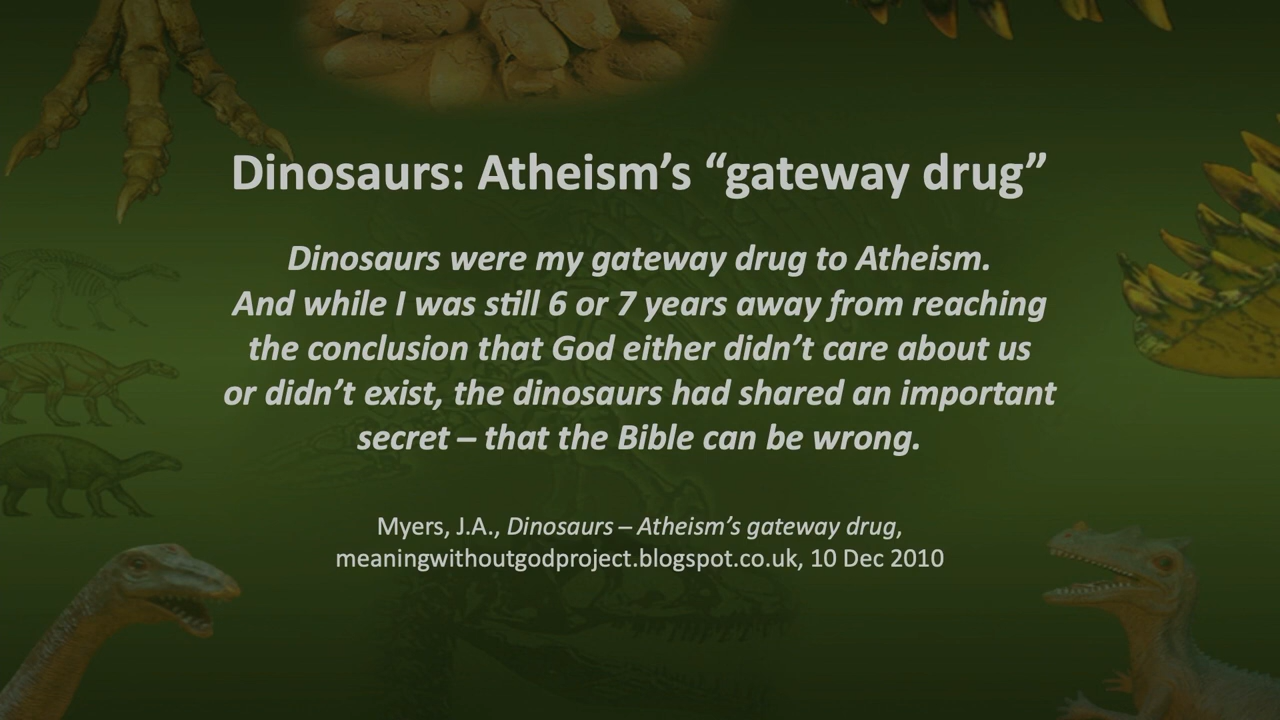 Dinosaurs: Atheism’s “gateway drug”
Dinosaurs were my gateway drug to Atheism.
And while I was still 6 or 7 years away from reaching
the conclusion that God either didn’t care about us
or didn’t exist, the dinosaurs had shared an important
secret – that the Bible can be wrong.
Myers, J.A., Dinosaurs – Atheism’s gateway drug,
meaningwithoutgodproject.blogspot.co.uk, 10 Dec 2010